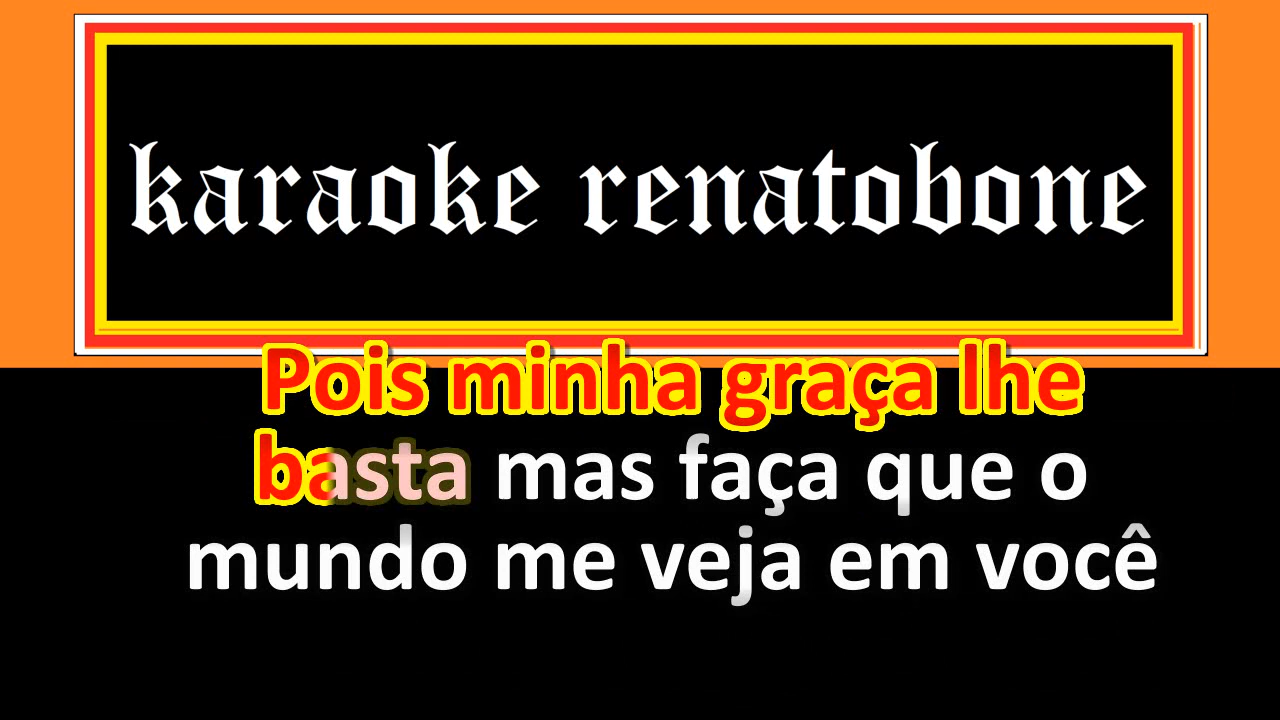 karaoke renatobone
Pois minha graça lhe
basta mas faça que o
mundo me veja em você